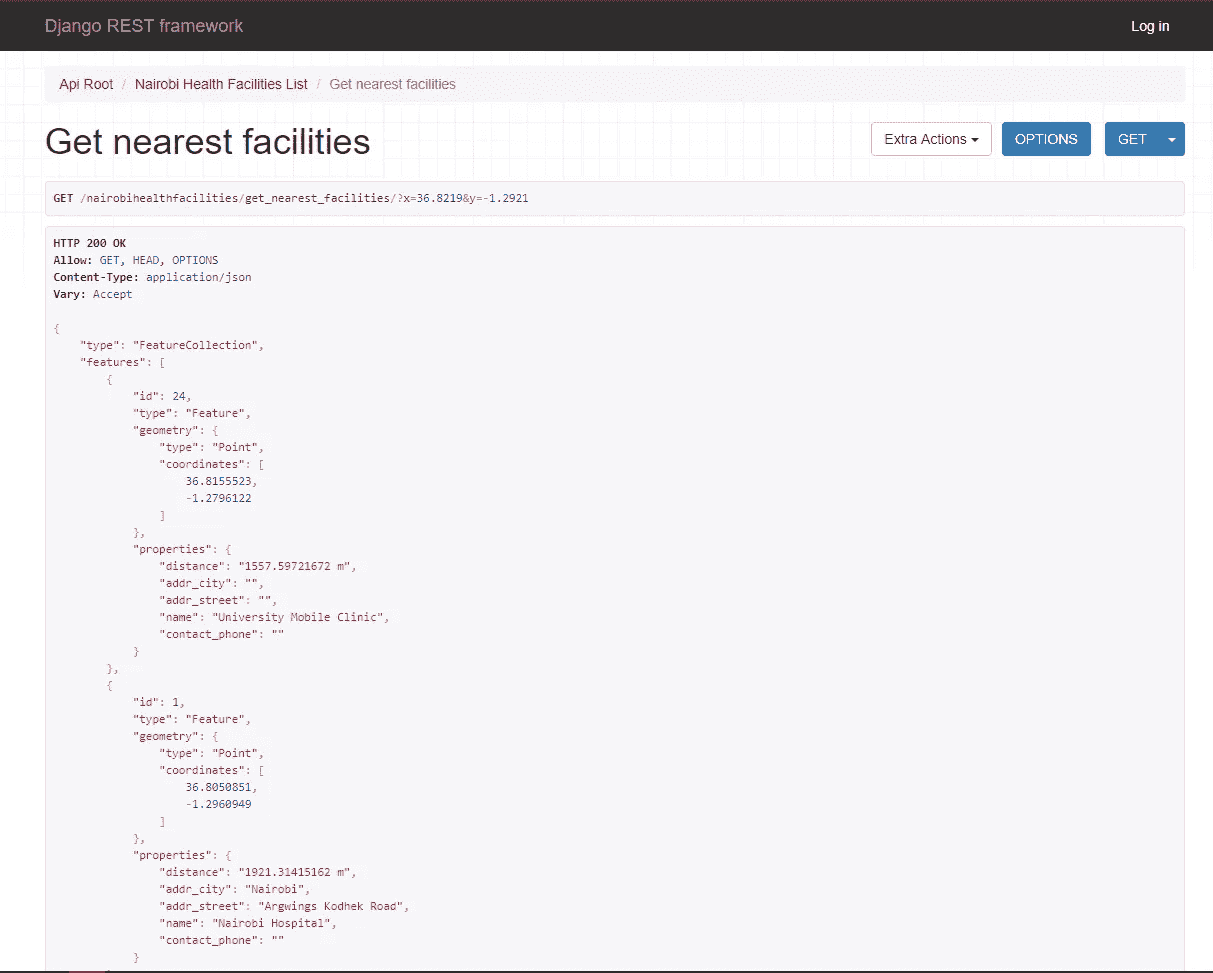 Django REST framework
Log in
Api Root / Nairobi Health Facilities List / Get nearest facilities
Get nearest facilities
Extra Actions
OPTIONS
GET
GET /nairobihealthfacilities/get_nearest_facilities/?x=36.8219&y=-1.2921
HTTP 200 OK
Allow: GET, HEAD, OPTIONS
Content-Type: application/json
Vary: Accept
{
"type": "FeatureCollection",
"features": [
{
"id": 24,
"type": "Feature",
"geometry": {
"type": "Point",
"coordinates": [
36.8155523,
-1.2796122
]
},
"properties": {
"distance": "1557.59721672 m",
"addr_city": "",
"addr_street": "",
"name": "University Mobile Clinic",
"contact_phone": ""
}
},
{
"id": 1,
"type": "Feature",
"geometry": {
"type": "Point",
"coordinates": [
36.8050851,
-1.2960949
]
},
"properties": {
"distance": "1921.31415162 m",
"addr_city": "Nairobi",
"addr_street": "Argwings Kodhek Road",
"name": "Nairobi Hospital",
"contact_phone": ""
}